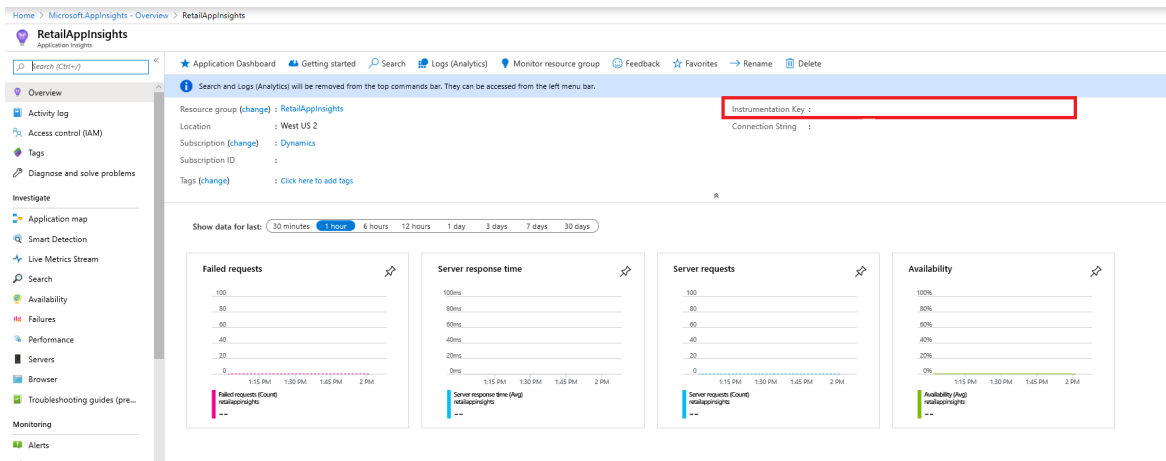 Home > Microsoft.AppInsights - Overview > RetailAppInsights
RetailAppInsights
Application Insights
Search (Ctrl+/)
«
Overview
Activity log
Access control (IAM)
Tags
Diagnose and solve problems
Investigate
Application map
Smart Detection
Live Metrics Stream
Search
Availability
Failures
Performance
Servers
Browser
Troubleshooting guides (pre...
Monitoring
Alerts
Application Dashboard Getting started Search Logs (Analytics) Monitor resource group Feedback Favorites Rename Delete
Search and Logs (Analytics) will be removed from the top commands bar. They can be accessed from the left menu bar.
Resource group (change) : RetailAppInsights
Location : West US 2
Subscription (change) : Dynamics
Subscription ID :
Tags (change) : Click here to add tags
Instrumentation Key :
Connection String :
Show data for last: 30 minutes 1 hour 6 hours 12 hours 1 day 3 days 7 days 30 days
Failed requests
100
80
60
40
20
0
1:15 PM 1:30 PM 1:45 PM 2 PM
Failed requests (Count)
retailappinsights
--
Server response time
100ms
80ms
60ms
40ms
20ms
0ms
1:15 PM 1:30 PM 1:45 PM 2 PM
Server response time (Avg)
retailappinsights
--
Server requests
100
80
60
40
20
0
1:15 PM 1:30 PM 1:45 PM 2 PM
Server requests (Count)
retailappinsights
--
Availability
100%
80%
60%
40%
20%
0%
1:15 PM 1:30 PM 1:45 PM 2 PM
Availability (Avg)
retailappinsights
--